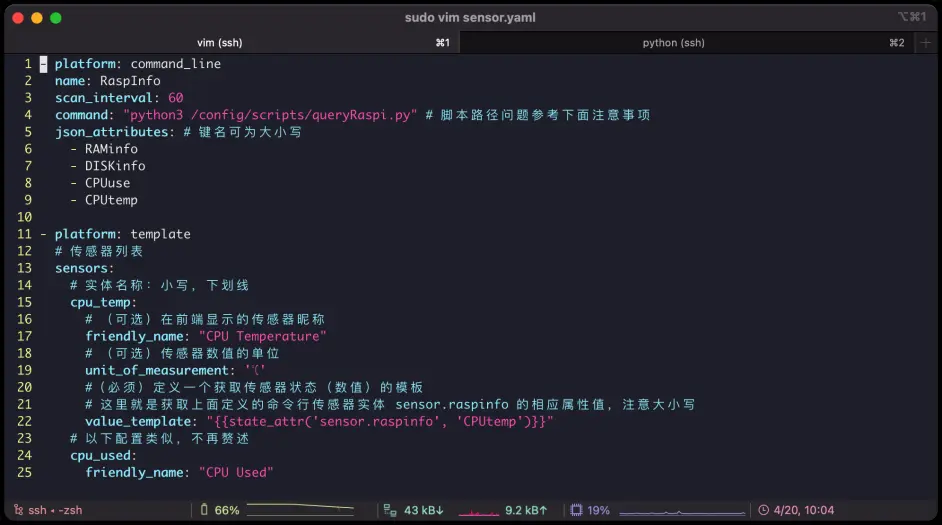 sudo vim sensor.yaml
⌥⌘1
vim (ssh) ⌘1 python (ssh) ⌘2
1 - platform: command_line
2 name: RaspInfo
3 scan_interval: 60
4 command: "python3 /config/scripts/queryRaspi.py" # 脚本路径问题参考下面注意事项
5 json_attributes: # 键名可为大小写
6 - RAMinfo
7 - DISKinfo
8 - CPUuse
9 - CPUtemp
10
11 - platform: template
12 # 传感器列表
13 sensors:
14 # 实体名称：小写，下划线
15 cpu_temp:
16 # （可选）在前端显示的传感器昵称
17 friendly_name: "CPU Temperature"
18 # （可选）传感器数值的单位
19 unit_of_measurement: '℃'
20 #（必须）定义一个获取传感器状态（数值）的模板
21 # 这里就是获取上面定义的命令行传感器实体 sensor.raspinfo 的相应属性值，注意大小写
22 value_template: "{{state_attr('sensor.raspinfo', 'CPUtemp')}}"
23 # 以下配置类似，不再赘述
24 cpu_used:
25 friendly_name: "CPU Used"
ssh ◂ -zsh 66% 43 kB↓ 9.2 kB↑ 19% 4/20, 10:04